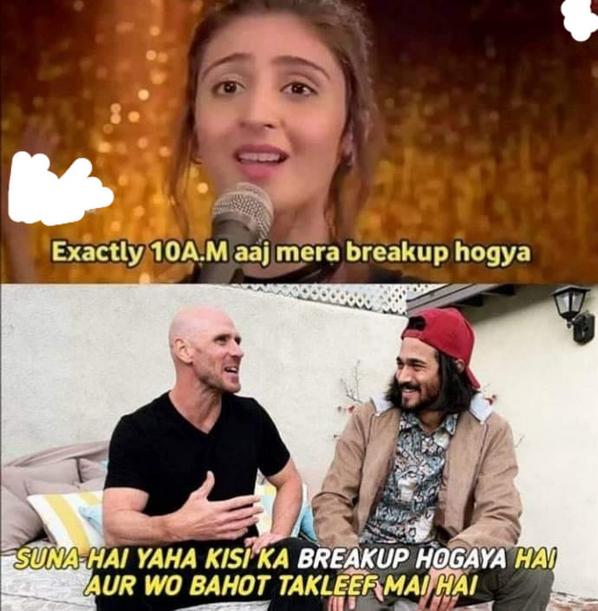 Exactly 10A.M aaj mera breakup hogya
SUNA HAI YAHA KISI KA BREAKUP HOGAYA HAI
AUR WO BAHOT TAKLEEF MAI HAI